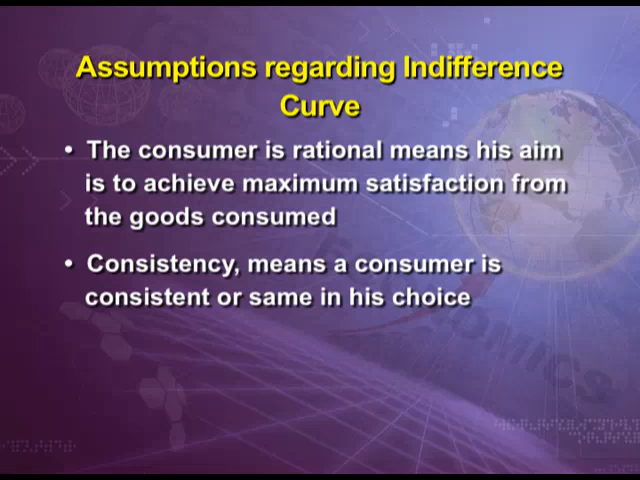 Assumptions regarding Indifference
Curve
• The consumer is rational means his aim
is to achieve maximum satisfaction from
the goods consumed
• Consistency, means a consumer is
consistent or same in his choice